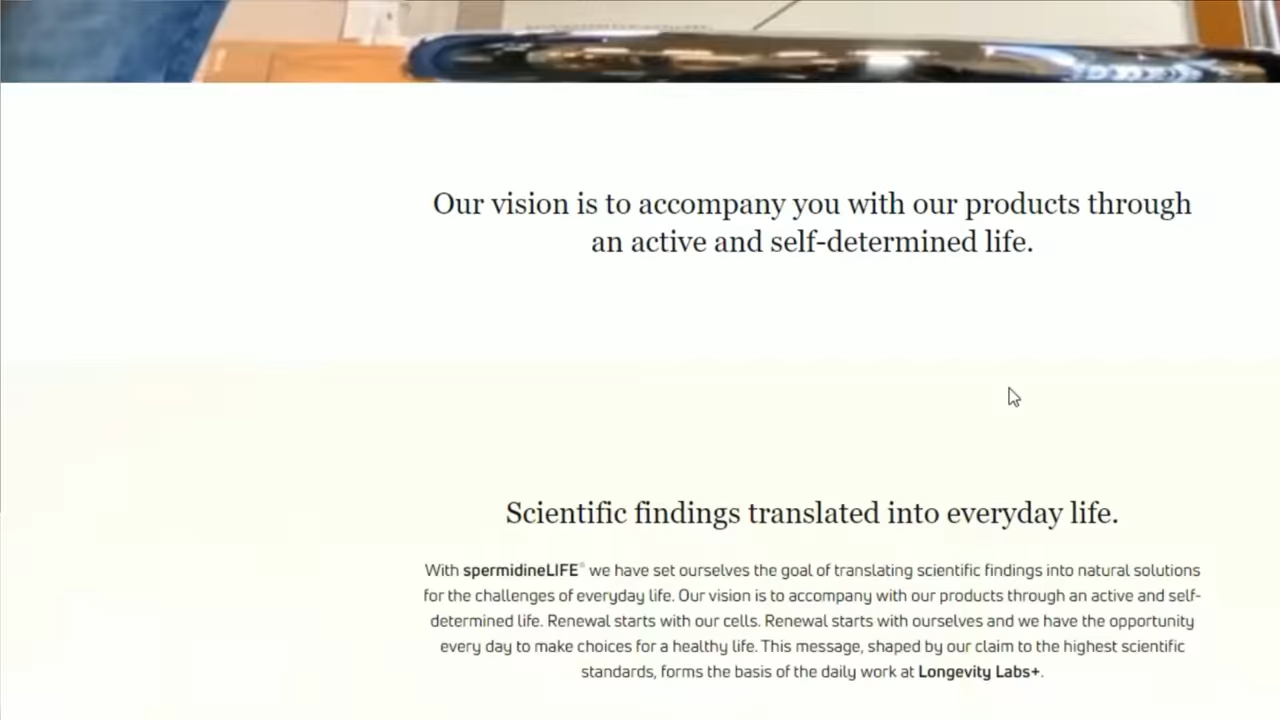 Our vision is to accompany you with our products through
an active and self-determined life.
Scientific findings translated into everyday life.
With spermidineLIFE® we have set ourselves the goal of translating scientific findings into natural solutions
for the challenges of everyday life. Our vision is to accompany with our products through an active and self-
determined life. Renewal starts with our cells. Renewal starts with ourselves and we have the opportunity
every day to make choices for a healthy life. This message, shaped by our claim to the highest scientific
standards, forms the basis of the daily work at Longevity Labs+.